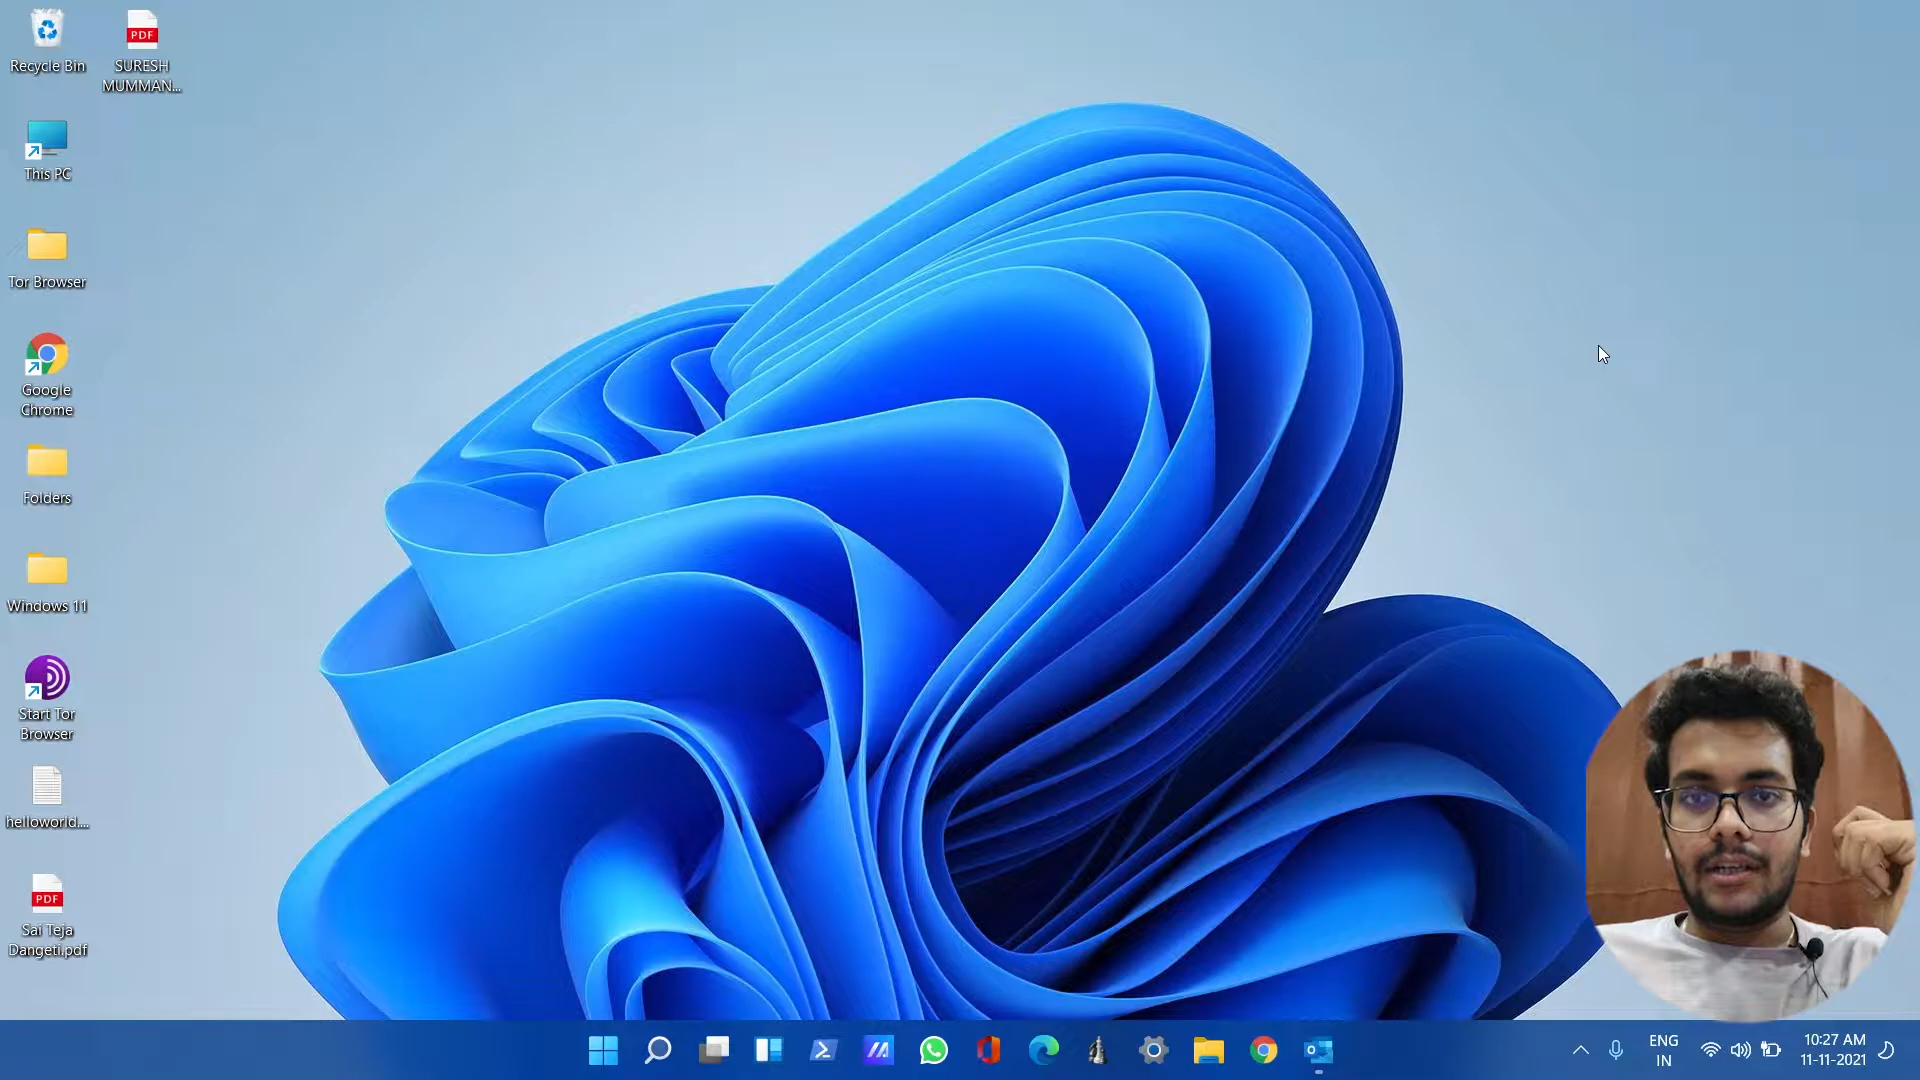 Recycle Bin
PDF
SURESH
MUMMAN...
This PC
Tor Browser
Google
Chrome
Folders
Windows 11
Start Tor
Browser
helloworld....
PDF
Sai Teja
Dangeti.pdf
ENG
IN
10:27 AM
11-11-2021